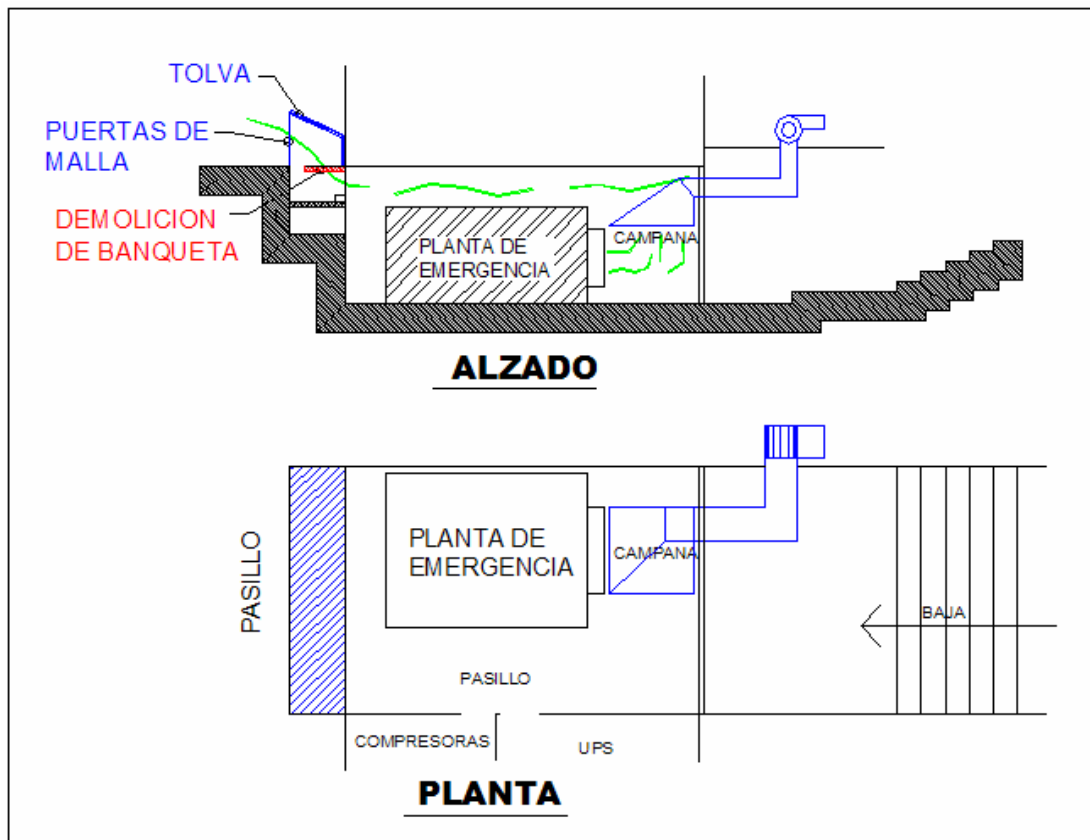 TOLVA
PUERTAS DE
MALLA
DEMOLICION
DE BANQUETA
PLANTA DE
EMERGENCIA
CAMPANA
ALZADO
PASILLO
PLANTA DE
EMERGENCIA
CAMPANA
BAJA
PASILLO
COMPRESORAS
UPS
PLANTA